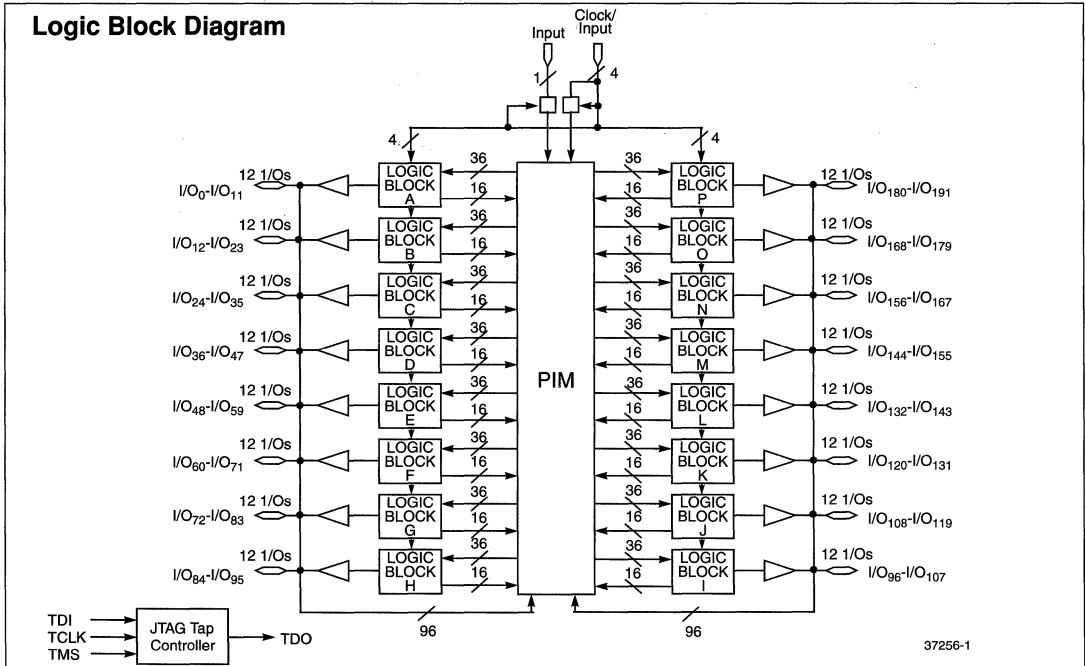 Logic Block Diagram
Input
Clock/
Input
1
4
4
4
12 I/Os
I/O0-I/O11
LOGIC
BLOCK
A
36
16
36
16
LOGIC
BLOCK
P
12 I/Os
I/O180-I/O191
12 I/Os
I/O12-I/O23
LOGIC
BLOCK
B
36
16
36
16
LOGIC
BLOCK
O
12 I/Os
I/O168-I/O179
12 I/Os
I/O24-I/O35
LOGIC
BLOCK
C
36
16
36
16
LOGIC
BLOCK
N
12 I/Os
I/O156-I/O167
12 I/Os
I/O36-I/O47
LOGIC
BLOCK
D
36
16
PIM
36
16
LOGIC
BLOCK
M
12 I/Os
I/O144-I/O155
12 I/Os
I/O48-I/O59
LOGIC
BLOCK
E
36
16
36
16
LOGIC
BLOCK
L
12 I/Os
I/O132-I/O143
12 I/Os
I/O60-I/O71
LOGIC
BLOCK
F
36
16
36
16
LOGIC
BLOCK
K
12 I/Os
I/O120-I/O131
12 I/Os
I/O72-I/O83
LOGIC
BLOCK
G
36
16
36
16
LOGIC
BLOCK
J
12 I/Os
I/O108-I/O119
12 I/Os
I/O84-I/O95
LOGIC
BLOCK
H
36
16
36
16
LOGIC
BLOCK
I
12 I/Os
I/O96-I/O107
96
96
TDI
TCLK
TMS
JTAG Tap
Controller
TDO
37256-1